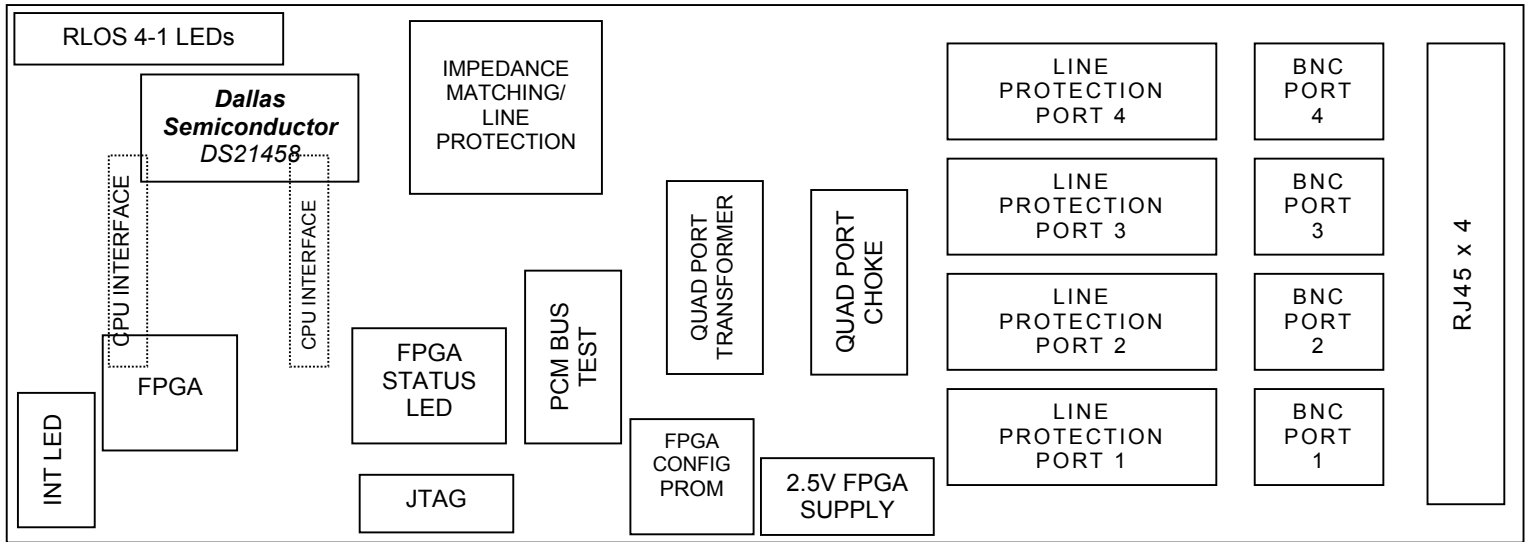 RLOS 4-1 LEDs
Dallas
Semiconductor
DS21458
IMPEDANCE
MATCHING/
LINE
PROTECTION
CPU INTERFACE
CPU INTERFACE
FPGA
INT LED
FPGA
STATUS
LED
JTAG
PCM BUS
TEST
FPGA
CONFIG
PROM
QUAD PORT
TRANSFORMER
QUAD PORT
CHOKE
2.5V FPGA
SUPPLY
LINE
PROTECTION
PORT 4
BNC
PORT
4
LINE
PROTECTION
PORT 3
BNC
PORT
3
LINE
PROTECTION
PORT 2
BNC
PORT
2
LINE
PROTECTION
PORT 1
BNC
PORT
1
RJ45 x 4